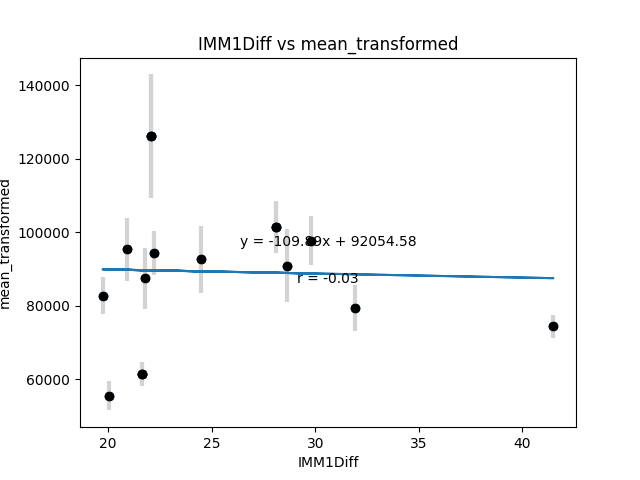 IMM1Diff vs mean_transformed
mean_transformed
140000
120000
100000
80000
60000
y = -109.89x + 92054.58
r = -0.03
20 25 30 35 40
IMM1Diff